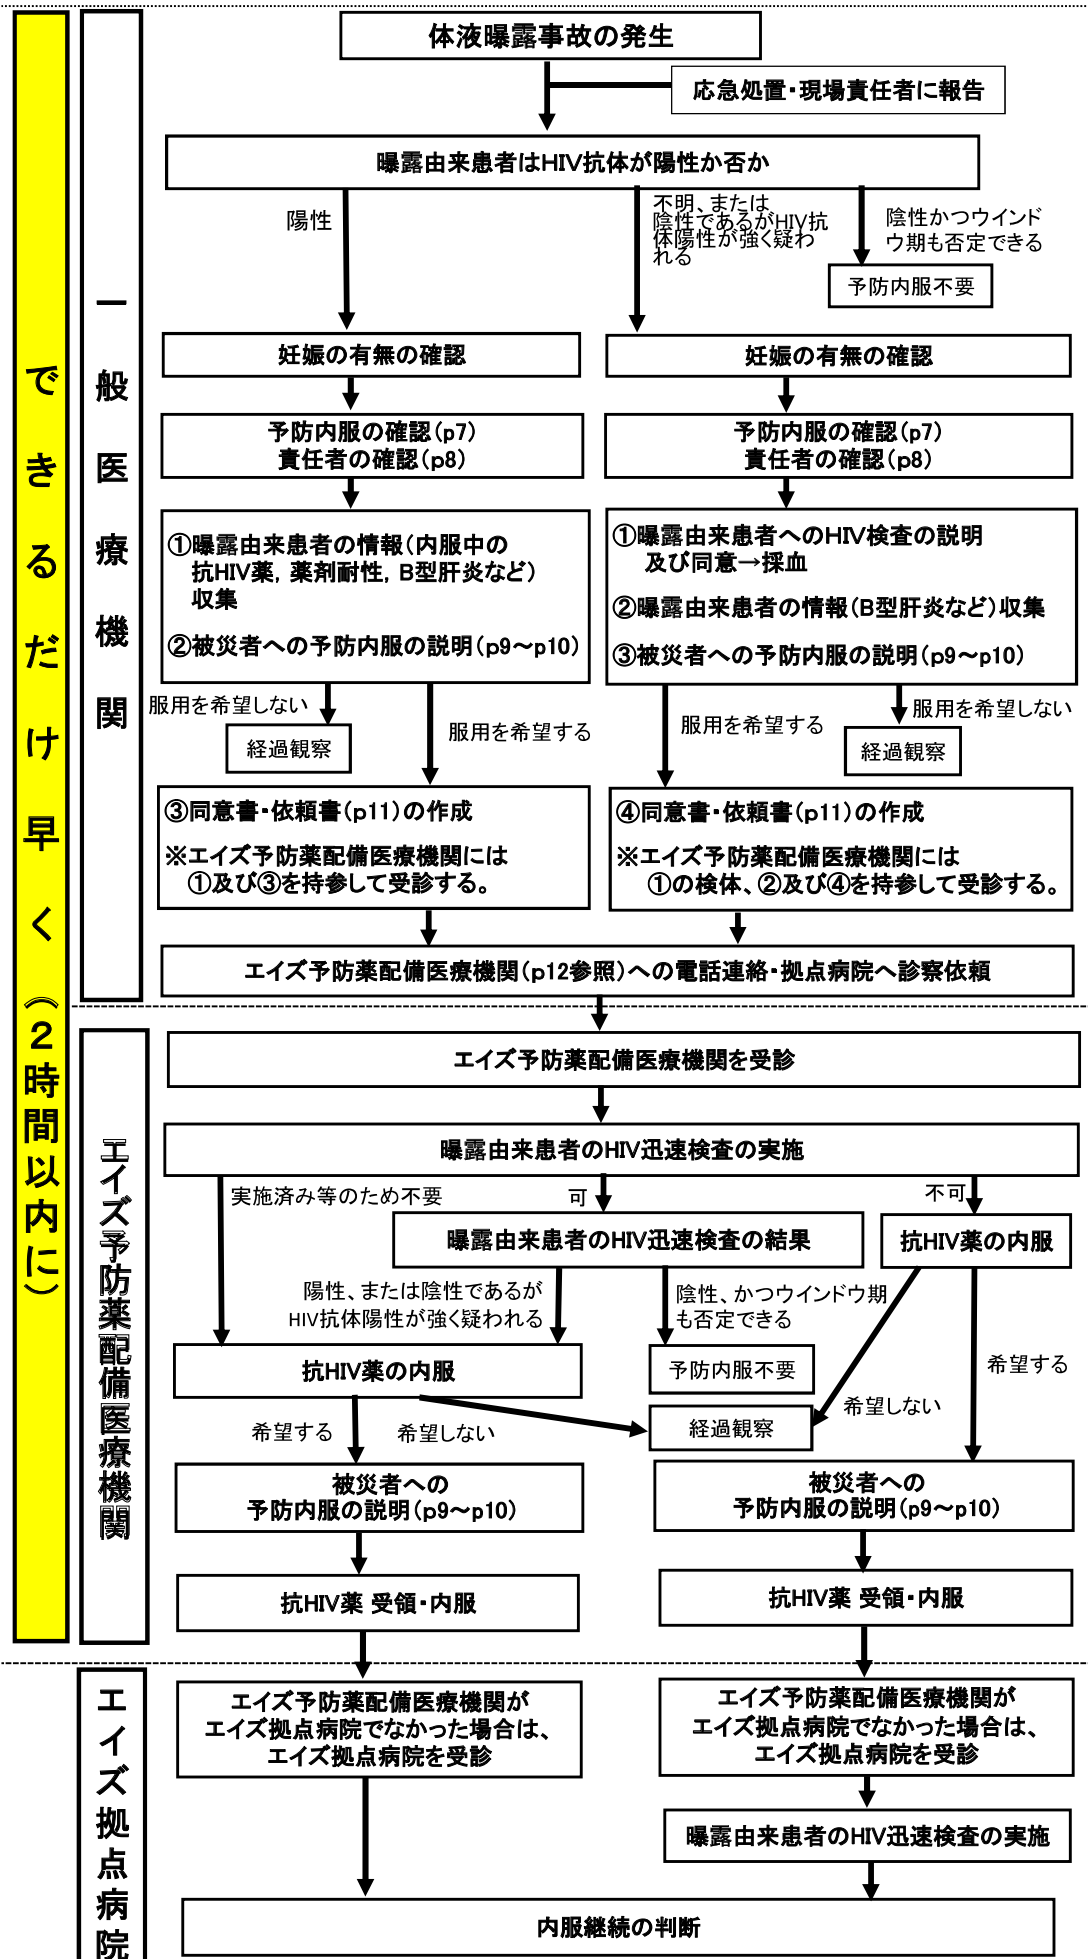 できるだけ早く（２時間以内に）
一般医療機関
体液曝露事故の発生
応急処置・現場責任者に報告
曝露由来患者はHIV抗体が陽性か否か
陽性
不明、または
陰性であるがHIV抗
体陽性が強く疑わ
れる
陰性かつウインド
ウ期も否定できる
予防内服不要
妊娠の有無の確認
妊娠の有無の確認
予防内服の確認（p7）
責任者の確認（p8）
予防内服の確認（p7）
責任者の確認（p8）
①曝露由来患者の情報（内服中の
抗HIV薬，薬剤耐性，B型肝炎など）
収集
②被災者への予防内服の説明（p9～p10）
①曝露由来患者へのHIV検査の説明
及び同意→採血
②曝露由来患者の情報（B型肝炎など）収集
③被災者への予防内服の説明（p9～p10）
服用を希望しない
経過観察
服用を希望する
服用を希望する
服用を希望しない
経過観察
③同意書・依頼書（p11）の作成
※エイズ予防薬配備医療機関には
①及び③を持参して受診する。
④同意書・依頼書（p11）の作成
※エイズ予防薬配備医療機関には
①の検体、②及び④を持参して受診する。
エイズ予防薬配備医療機関（p12参照）への電話連絡・拠点病院へ診察依頼
エイズ予防薬配備医療機関
エイズ予防薬配備医療機関を受診
曝露由来患者のHIV迅速検査の実施
実施済み等のため不要
可
不可
曝露由来患者のHIV迅速検査の結果
抗HIV薬の内服
陽性、または陰性であるが
HIV抗体陽性が強く疑われる
陰性、かつウインドウ期
も否定できる
抗HIV薬の内服
予防内服不要
希望する
経過観察
希望しない
希望する
希望しない
被災者への
予防内服の説明（p9～p10）
被災者への
予防内服の説明（p9～p10）
抗HIV薬 受領・内服
抗HIV薬 受領・内服
エイズ拠点病院
エイズ予防薬配備医療機関が
エイズ拠点病院でなかった場合は、
エイズ拠点病院を受診
エイズ予防薬配備医療機関が
エイズ拠点病院でなかった場合は、
エイズ拠点病院を受診
曝露由来患者のHIV迅速検査の実施
内服継続の判断